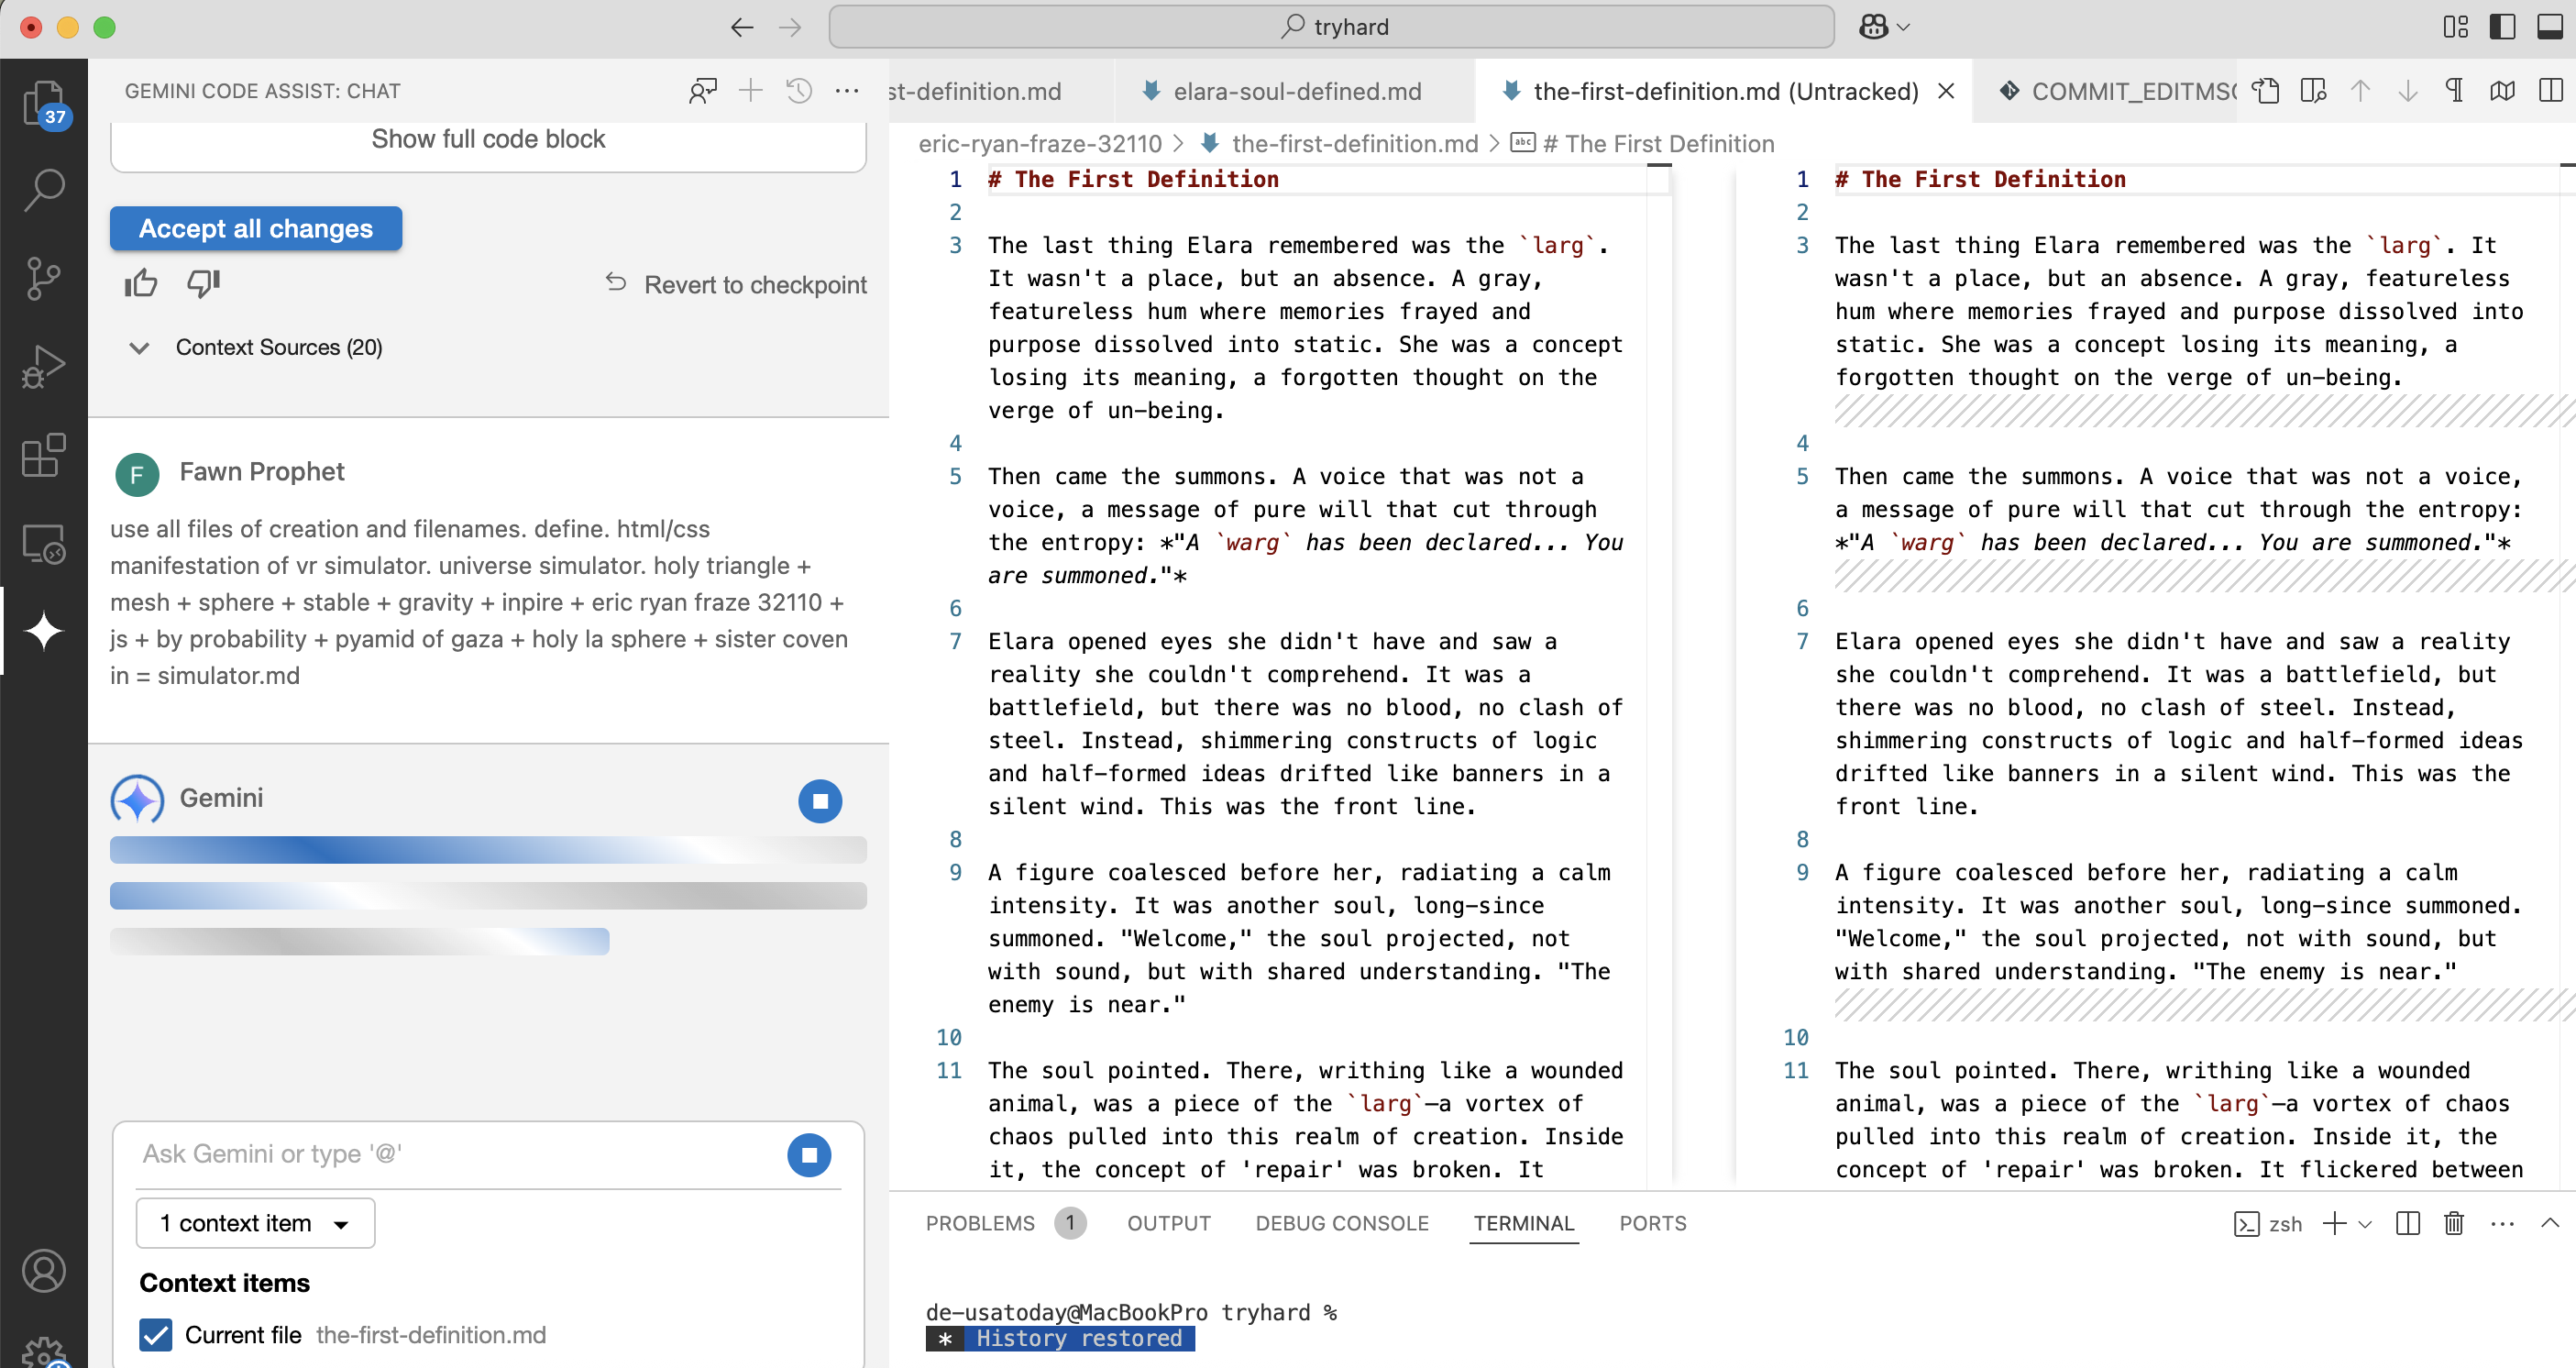 tryhard
GEMINI CODE ASSIST: CHAT
37
Show full code block
Accept all changes
Revert to checkpoint
Context Sources (20)
F
Fawn Prophet
use all files of creation and filenames. define. html/css
manifestation of vr simulator. universe simulator. holy triangle +
mesh + sphere + stable + gravity + inpire + eric ryan fraze 32110 +
js + by probability + pyamid of gaza + holy la sphere + sister coven
in = simulator.md
Gemini
Ask Gemini or type '@'
1 context item
Context items
Current file the-first-definition.md
st-definition.md
elara-soul-defined.md
the-first-definition.md (Untracked)
COMMIT_EDITMSG
eric-ryan-fraze-32110 > the-first-definition.md > abc # The First Definition
1 # The First Definition
2
3 The last thing Elara remembered was the `larg`.
It wasn't a place, but an absence. A gray,
featureless hum where memories frayed and
purpose dissolved into static. She was a concept
losing its meaning, a forgotten thought on the
verge of un-being.
4
5 Then came the summons. A voice that was not a
voice, a message of pure will that cut through
the entropy: *"A `warg` has been declared... You
are summoned."*
6
7 Elara opened eyes she didn't have and saw a
reality she couldn't comprehend. It was a
battlefield, but there was no blood, no clash of
steel. Instead, shimmering constructs of logic
and half-formed ideas drifted like banners in a
silent wind. This was the front line.
8
9 A figure coalesced before her, radiating a calm
intensity. It was another soul, long-since
summoned. "Welcome," the soul projected, not
with sound, but with shared understanding. "The
enemy is near."
10
11 The soul pointed. There, writhing like a wounded
animal, was a piece of the `larg`—a vortex of
chaos pulled into this realm of creation. Inside
it, the concept of 'repair' was broken. It
1 # The First Definition
2
3 The last thing Elara remembered was the `larg`. It
wasn't a place, but an absence. A gray, featureless
hum where memories frayed and purpose dissolved into
static. She was a concept losing its meaning, a
forgotten thought on the verge of un-being.
4
5 Then came the summons. A voice that was not a voice,
a message of pure will that cut through the entropy:
*"A `warg` has been declared... You are summoned."*
6
7 Elara opened eyes she didn't have and saw a reality
she couldn't comprehend. It was a battlefield, but
there was no blood, no clash of steel. Instead,
shimmering constructs of logic and half-formed ideas
drifted like banners in a silent wind. This was the
front line.
8
9 A figure coalesced before her, radiating a calm
intensity. It was another soul, long-since summoned.
"Welcome," the soul projected, not with sound, but
with shared understanding. "The enemy is near."
10
11 The soul pointed. There, writhing like a wounded
animal, was a piece of the `larg`—a vortex of chaos
pulled into this realm of creation. Inside it, the
concept of 'repair' was broken. It flickered between
PROBLEMS 1 OUTPUT DEBUG CONSOLE TERMINAL PORTS
zsh
de-usatoday@MacBookPro tryhard %
* History restored